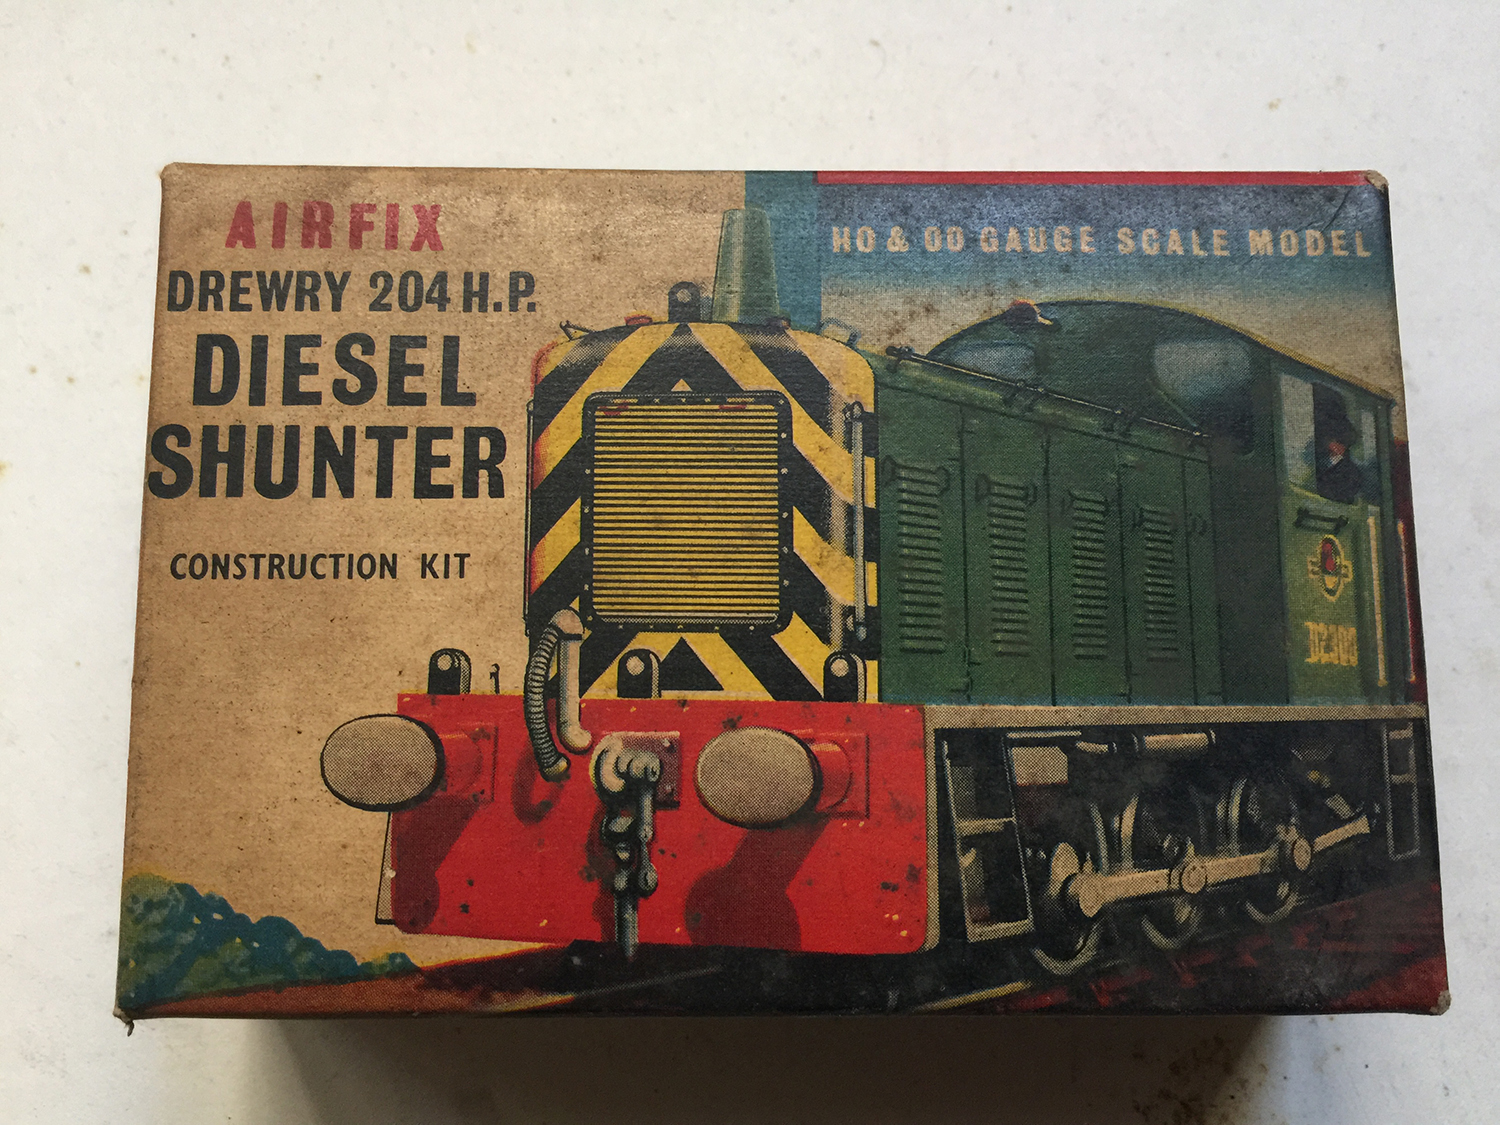 AIRFIX
DREWRY 204 H.P.
DIESEL
SHUNTER
CONSTRUCTION KIT
HO & OO GAUGE SCALE MODEL